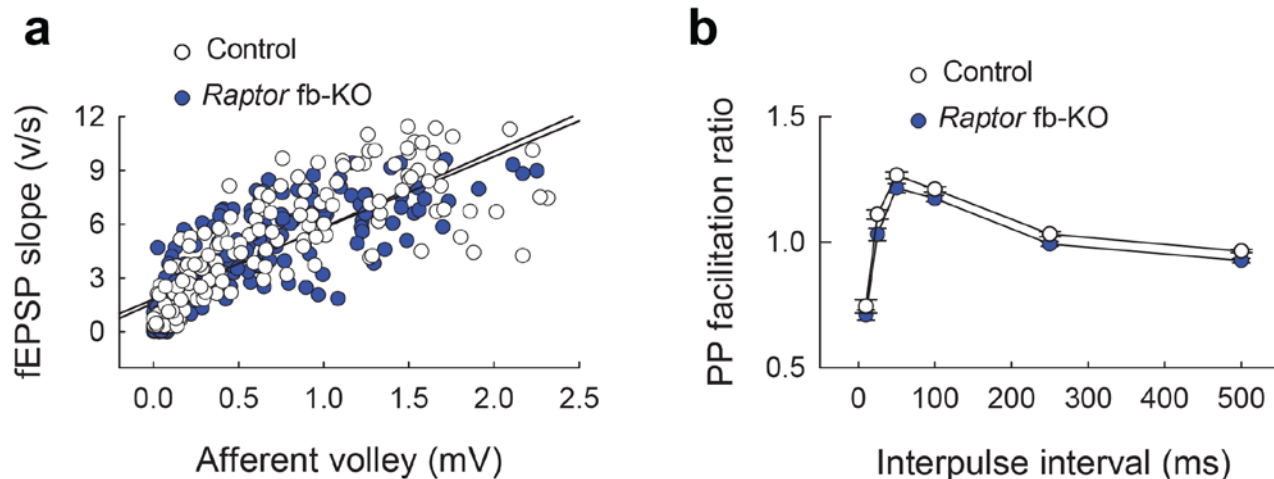 a
Control
Raptor fb-KO
fEPSP slope (v/s)
12
9
6
3
0
0.0 0.5 1.0 1.5 2.0 2.5
Afferent volley (mV)
b
Control
Raptor fb-KO
PP facilitation ratio
1.5
1.0
0.5
0 100 200 300 400 500
Interpulse interval (ms)